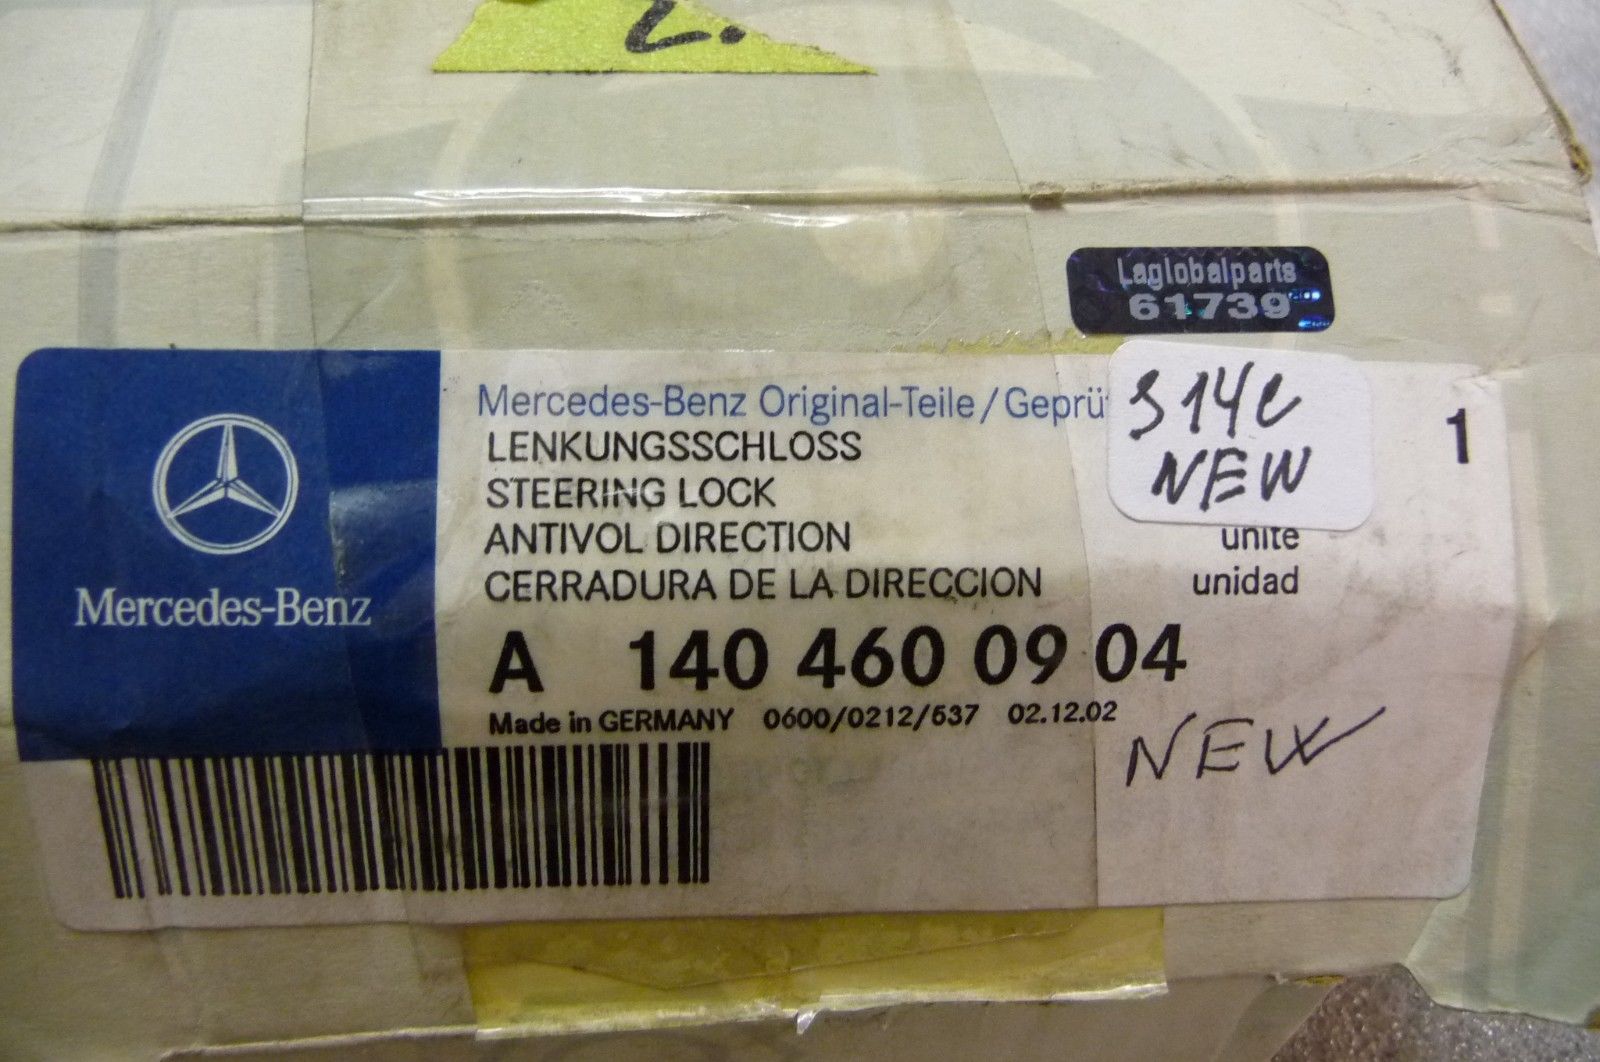 2.
Laglobalparts
61739
Mercedes-Benz
Mercedes-Benz Original-Teile/Geprü
LENKUNGSSCHLOSS
STEERING LOCK
ANTIVOL DIRECTION
CERRADURA DE LA DIRECCION
314c
NEW
1
unite
unidad
A 140 460 09 04
Made in GERMANY 0600/0212/537 02.12.02
NEW